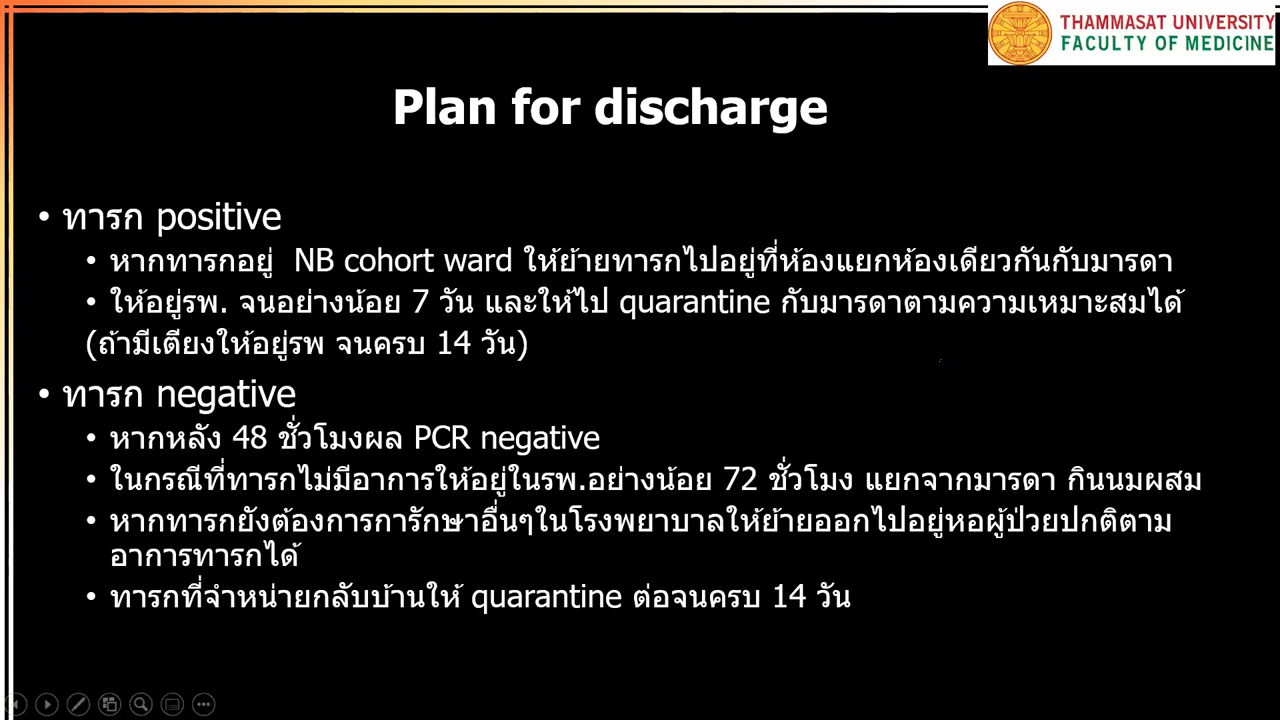 THAMMASAT UNIVERSITY
FACULTY OF MEDICINE
Plan for discharge
• ทารก positive
• หากทารกอยู่ NB cohort ward ให้ย้ายทารกไปอยู่ที่ห้องแยกห้องเดียวกันกับมารดา
• ให้อยู่รพ. จนอย่างน้อย 7 วัน และให้ไป quarantine กับมารดาตามความเหมาะสมได้
(ถ้ามีเตียงให้อยู่รพ จนครบ 14 วัน)
• ทารก negative
• หากหลัง 48 ชั่วโมงผล PCR negative
• ในกรณีที่ทารกไม่มีอาการให้อยู่ในรพ.อย่างน้อย 72 ชั่วโมง แยกจากมารดา กินนมผสม
• หากทารกยังต้องการการักษาอื่นๆในโรงพยาบาลให้ย้ายออกไปอยู่หอผู้ป่วยปกติตาม
อาการทารกได้
• ทารกที่จำหน่ายกลับบ้านให้ quarantine ต่อจนครบ 14 วัน